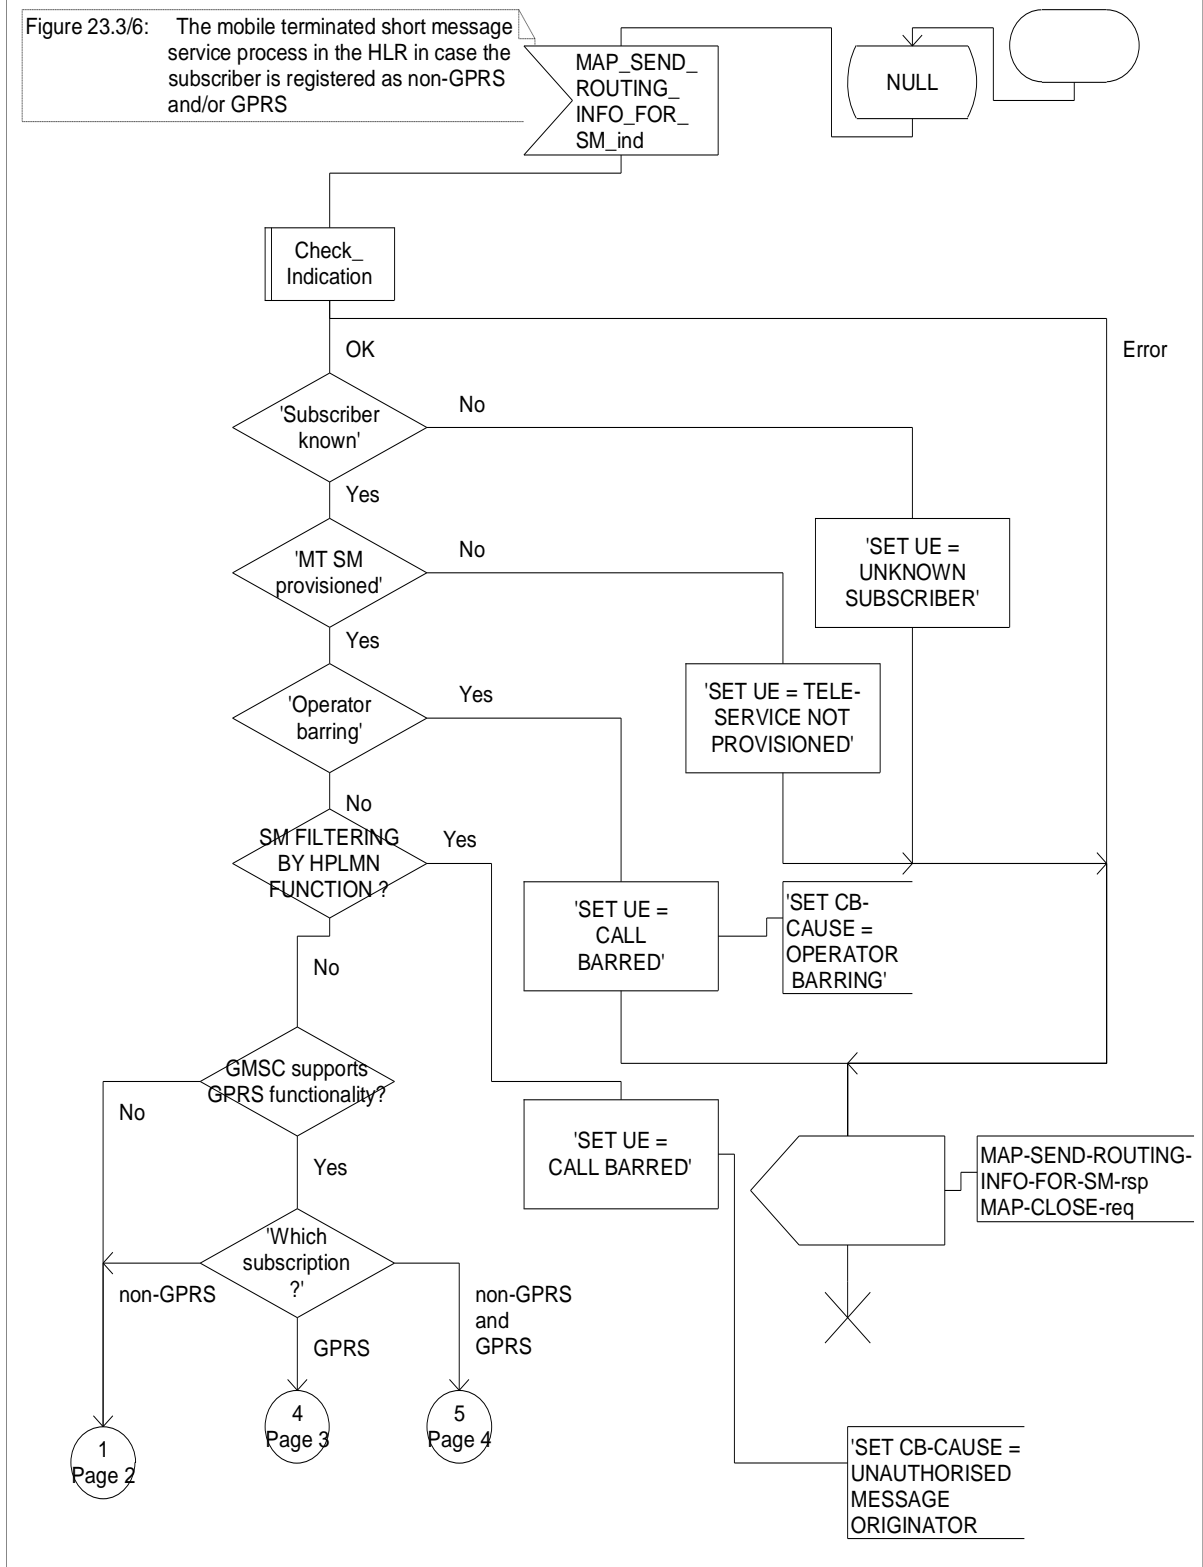 Figure 23.3/6: The mobile terminated short message
service process in the HLR in case the
subscriber is registered as non-GPRS
and/or GPRS
MAP_SEND_
ROUTING_
INFO_FOR_
SM_ind
NULL
Check_
Indication
OK
Error
'Subscriber
known'
No
Yes
'MT SM
provisioned'
No
'SET UE =
UNKNOWN
SUBSCRIBER'
Yes
'Operator
barring'
Yes
'SET UE = TELE-
SERVICE NOT
PROVISIONED'
No
SM FILTERING
BY HPLMN
FUNCTION ?
Yes
'SET UE =
CALL
BARRED'
'SET CB-
CAUSE =
OPERATOR
BARRING'
No
GMSC supports
GPRS functionality?
No
Yes
'SET UE =
CALL BARRED'
MAP-SEND-ROUTING-
INFO-FOR-SM-rsp
MAP-CLOSE-req
'Which
subscription
?'
non-GPRS
GPRS
non-GPRS
and
GPRS
1
Page 2
4
Page 3
5
Page 4
'SET CB-CAUSE =
UNAUTHORISED
MESSAGE
ORIGINATOR